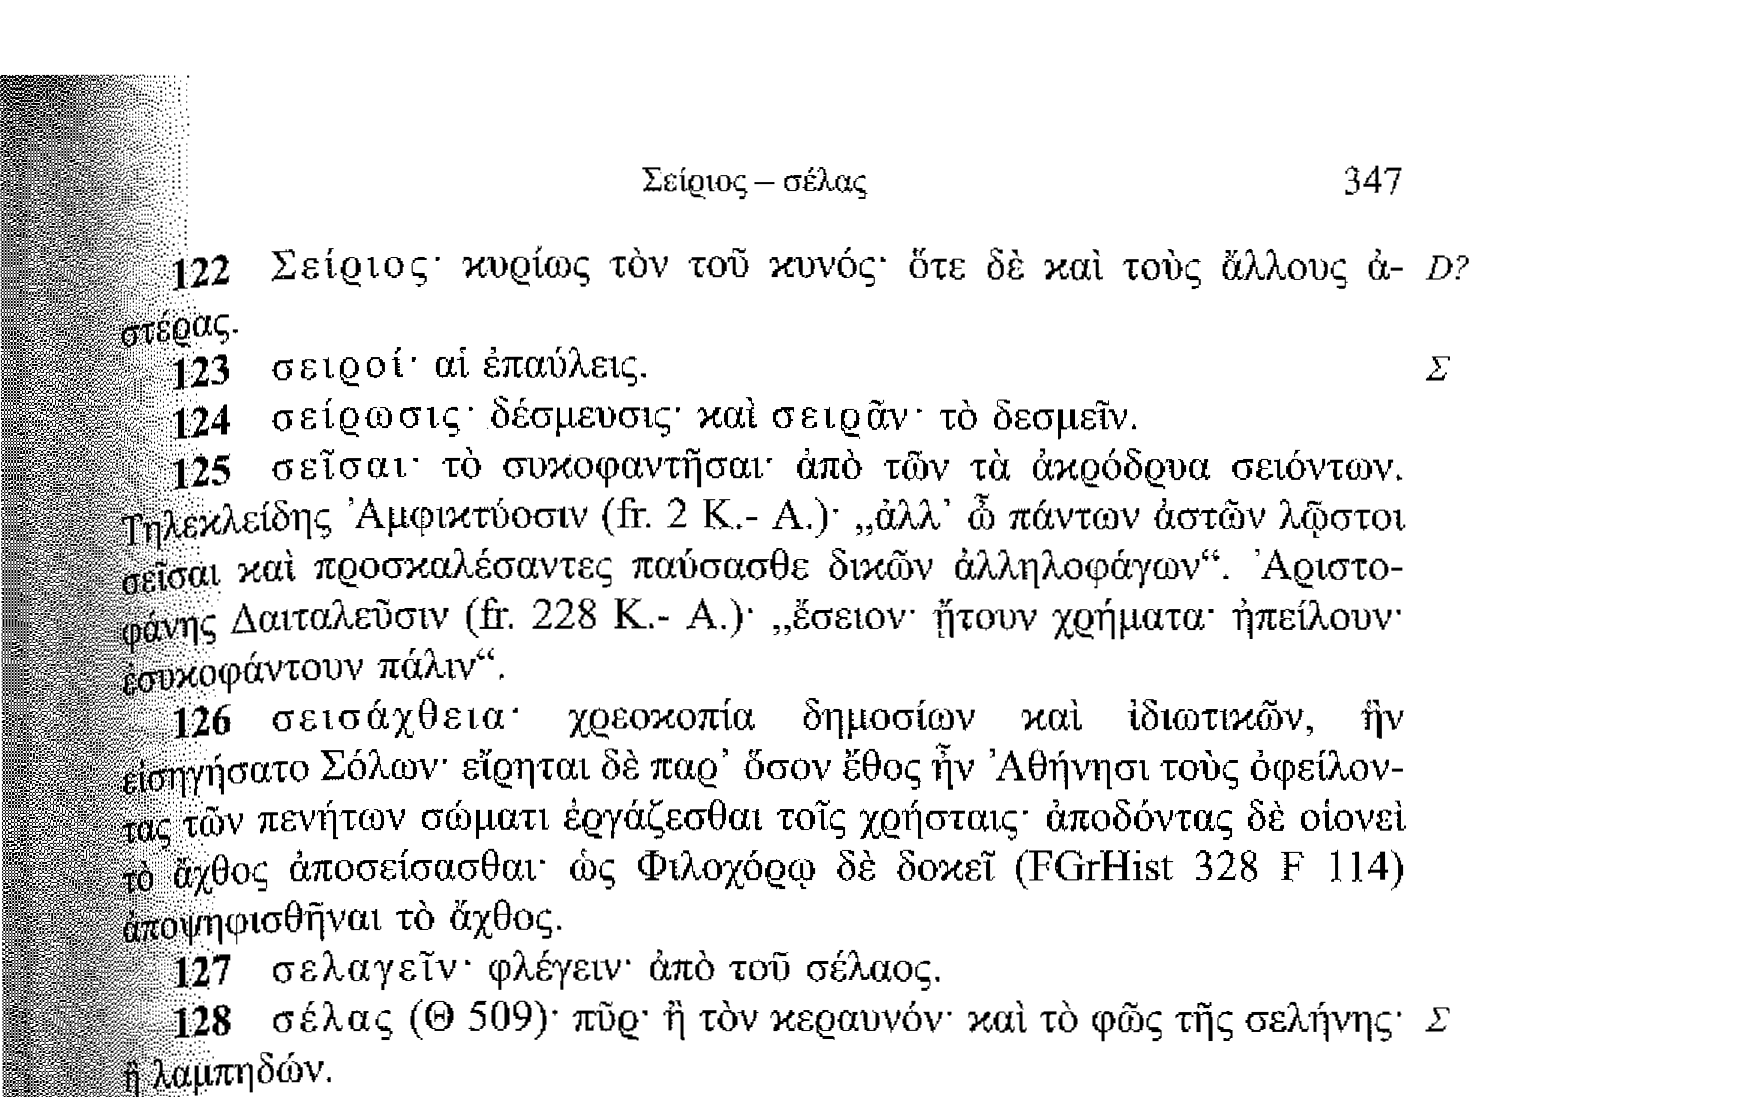 Σείριος – σέλας 347
122 Σείριος· κυρίως τὸν τοῦ κυνός· ὅτε δὲ καὶ τοὺς ἄλλους ἀ- D?
στέρας.
123 σειροί· αἱ ἐπαύλεις. Σ
124 σείρωσις· δέσμευσις· καὶ σειρᾶν· τὸ δεσμεῖν.
125 σεῖσαι· τὸ συκοφαντῆσαι· ἀπὸ τῶν τὰ ἀκρόδρυα σειόντων.
Τηλεκλείδης Ἀμφικτύοσιν (fr. 2 K.- A.)· „ἀλλ’ ὦ πάντων ἀστῶν λῷστοι
σεῖσαι καὶ προσκαλέσαντες παύσασθε δικῶν ἀλληλοφάγων“. Ἀριστο-
φάνης Δαιταλεῦσιν (fr. 228 K.- A.)· „ἔσειον· ᾔτουν χρήματα· ἠπείλουν·
ἐσυκοφάντουν πάλιν“.
126 σεισάχθεια· χρεοκοπία δημοσίων καὶ ἰδιωτικῶν, ἣν
εἰσηγήσατο Σόλων· εἴρηται δὲ παρ’ ὅσον ἔθος ἦν Ἀθήνησι τοὺς ὀφείλον-
τας τῶν πενήτων σώματι ἐργάζεσθαι τοῖς χρήσταις· ἀποδόντας δὲ οἱονεὶ
τὸ ἄχθος ἀποσείσασθαι· ὡς Φιλοχόρῳ δὲ δοκεῖ (FGrHist 328 F 114)
ἀποψηφισθῆναι τὸ ἄχθος.
127 σελαγεῖν· φλέγειν· ἀπὸ τοῦ σέλαος.
128 σέλας (Θ 509)· πῦρ· ἢ τὸν κεραυνόν· καὶ τὸ φῶς τῆς σελήνης· Σ
ἢ λαμπηδών.